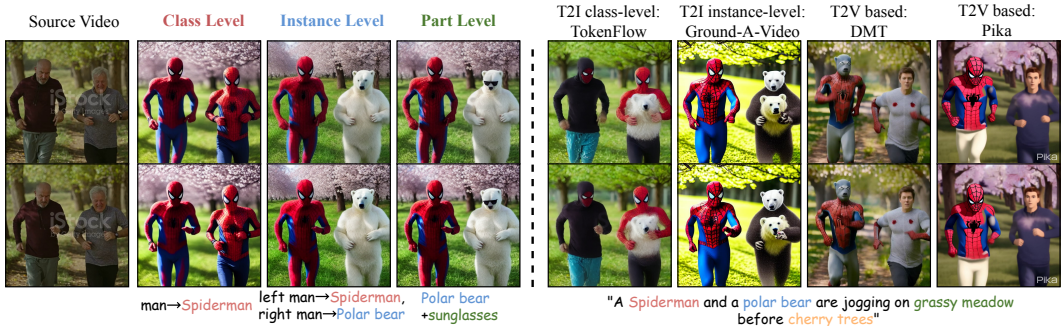 Source Video
Class Level
Instance Level
Part Level
T2I class-level:
TokenFlow
T2I instance-level:
Ground-A-Video
T2V based:
DMT
T2V based:
Pika
iStock
iStock
Pika
Pika
man→Spiderman
left man→Spiderman,
right man→Polar bear
Polar bear
+sunglasses
"A Spiderman and a polar bear are jogging on grassy meadow
before cherry trees"